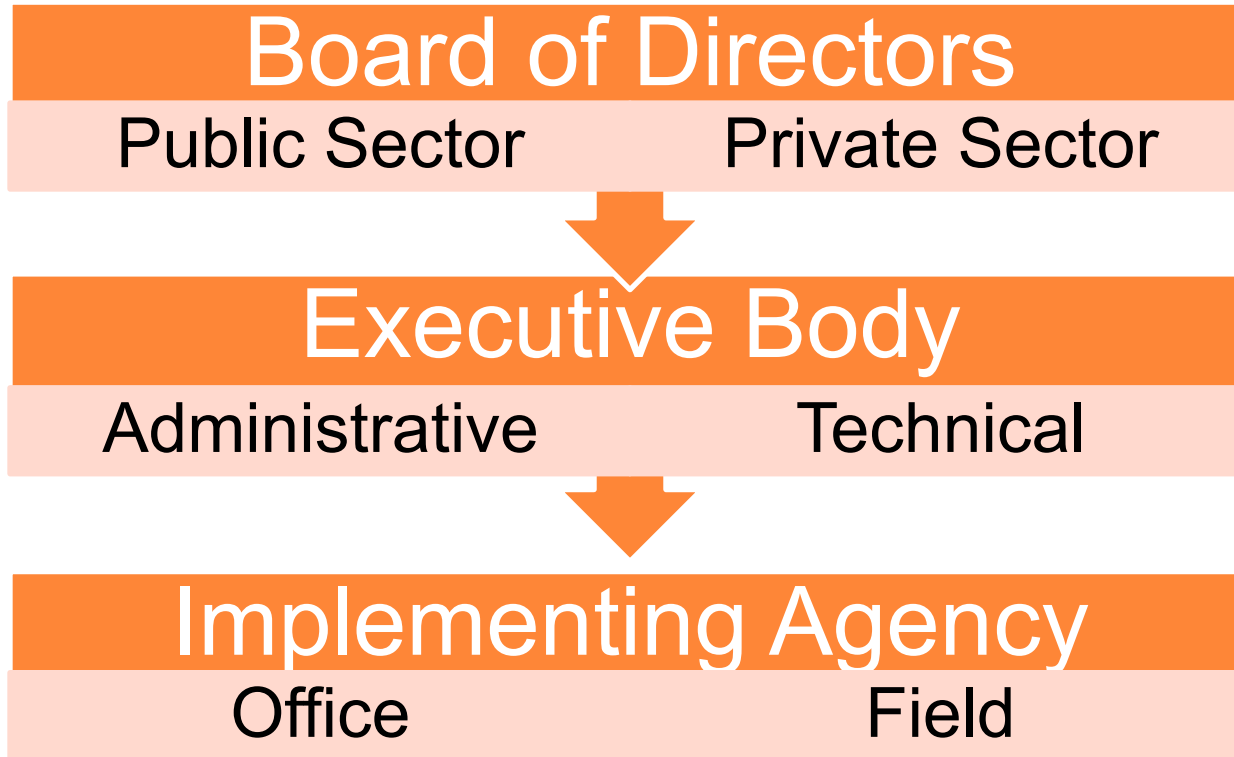 Board of Directors
Public Sector Private Sector
Executive Body
Administrative Technical
Implementing Agency
Office Field